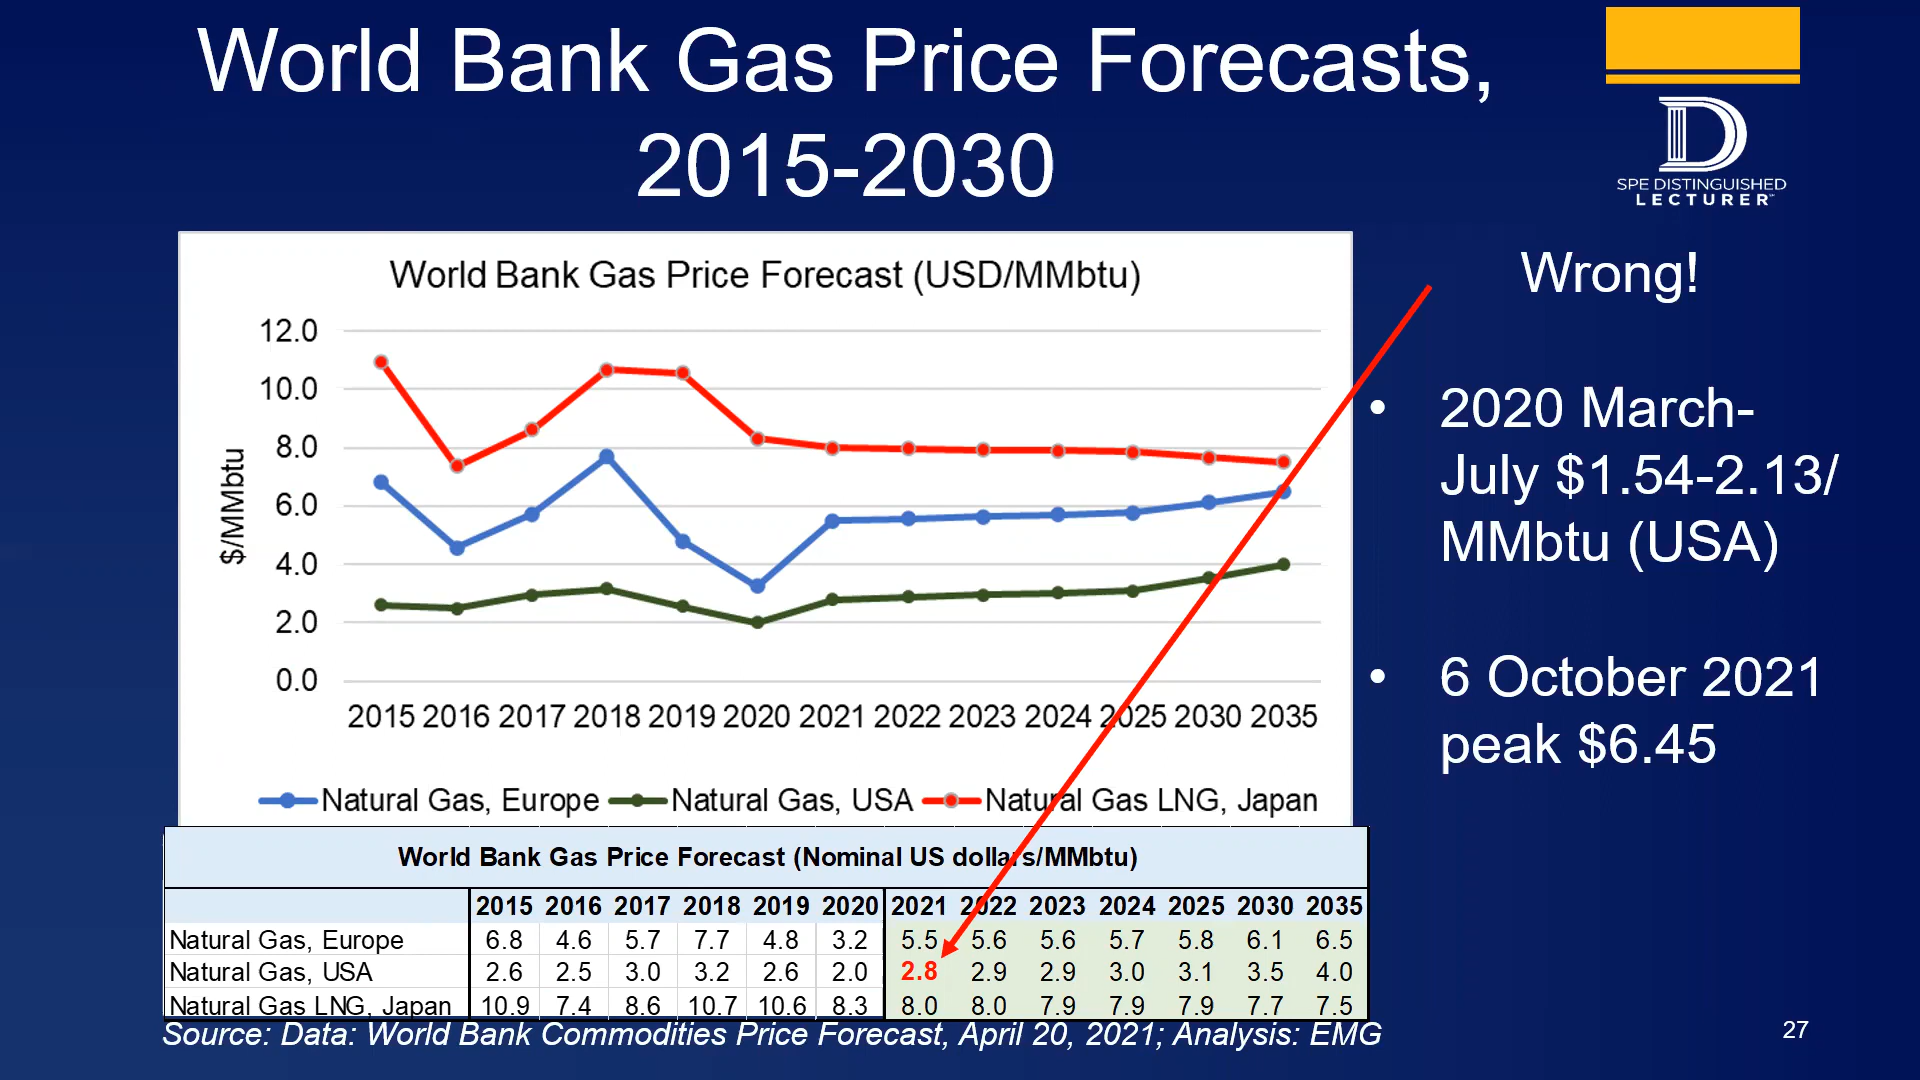 World Bank Gas Price Forecasts,
2015-2030
SPE DISTINGUISHED
LECTURER™
World Bank Gas Price Forecast (USD/MMbtu)
12.0
10.0
8.0
6.0
4.0
2.0
0.0
$/MMbtu
2015 2016 2017 2018 2019 2020 2021 2022 2023 2024 2025 2030 2035
Natural Gas, Europe Natural Gas, USA Natural Gas LNG, Japan
Wrong!
• 2020 March-
July $1.54-2.13/
MMbtu (USA)
• 6 October 2021
peak $6.45
World Bank Gas Price Forecast (Nominal US dollars/MMbtu)
2015 2016 2017 2018 2019 2020 2021 2022 2023 2024 2025 2030 2035
Natural Gas, Europe 6.8 4.6 5.7 7.7 4.8 3.2 5.5 5.6 5.6 5.7 5.8 6.1 6.5
Natural Gas, USA 2.6 2.5 3.0 3.2 2.6 2.0 2.8 2.9 2.9 3.0 3.1 3.5 4.0
Natural Gas LNG, Japan 10.9 7.4 8.6 10.7 10.6 8.3 8.0 8.0 7.9 7.9 7.9 7.7 7.5
Source: Data: World Bank Commodities Price Forecast, April 20, 2021; Analysis: EMG
27